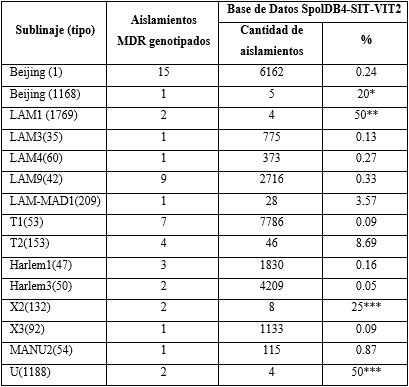 Sublinaje (tipo) Aislamientos MDR genotipados Base de Datos SpolDB4-SIT-VIT2
Cantidad de aislamientos %
Beijing (1) 15 6162 0.24
Beijing (1168) 1 5 20*
LAM1 (1769) 2 4 50**
LAM3(35) 1 775 0.13
LAM4(60) 1 373 0.27
LAM9(42) 9 2716 0.33
LAM-MAD1(209) 1 28 3.57
T1(53) 7 7786 0.09
T2(153) 4 46 8.69
Harlem1(47) 3 1830 0.16
Harlem3(50) 2 4209 0.05
X2(132) 2 8 25***
X3(92) 1 1133 0.09
MANU2(54) 1 115 0.87
U(1188) 2 4 50***